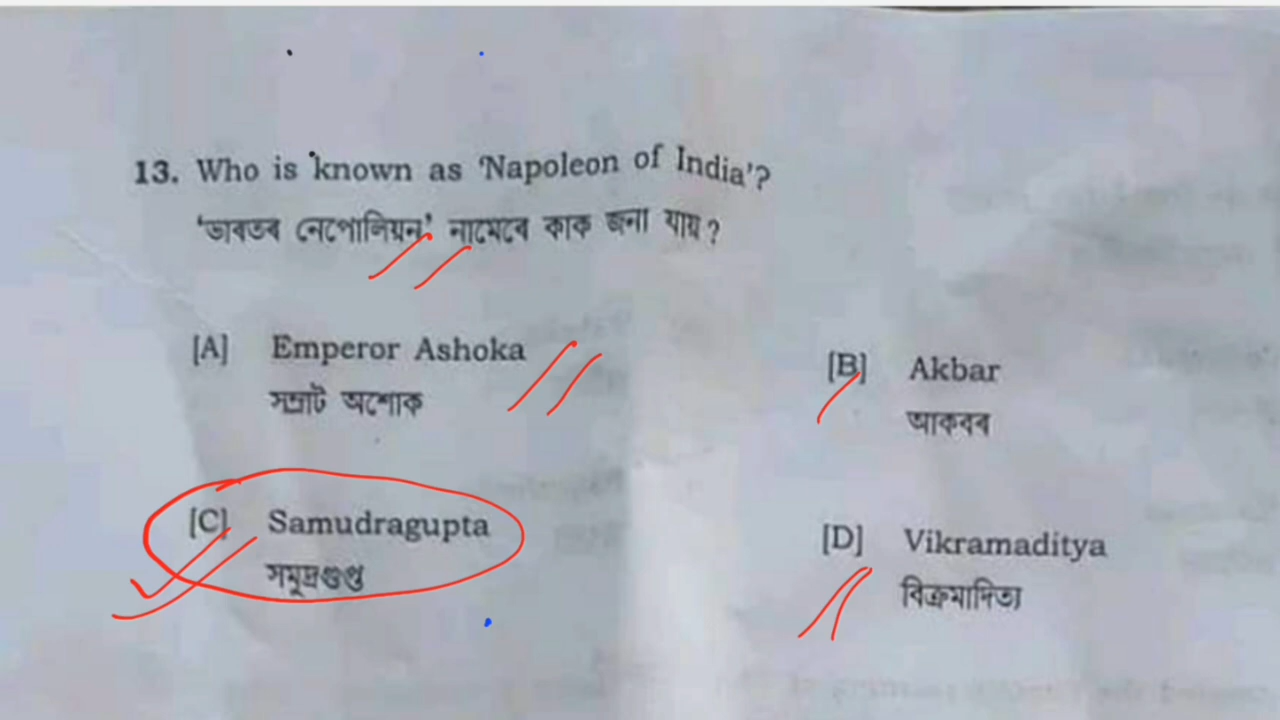 13. Who is known as 'Napoleon of India'?
'ভাৰতৰ নেপোলিয়ন' নামেৰে কাক জনা যায়?
[A] Emperor Ashoka
সম্ৰাট অশোক
[B] Akbar
আকবৰ
[C] Samudragupta
সমুদ্ৰগুপ্ত
[D] Vikramaditya
বিক্ৰমাদিত্য